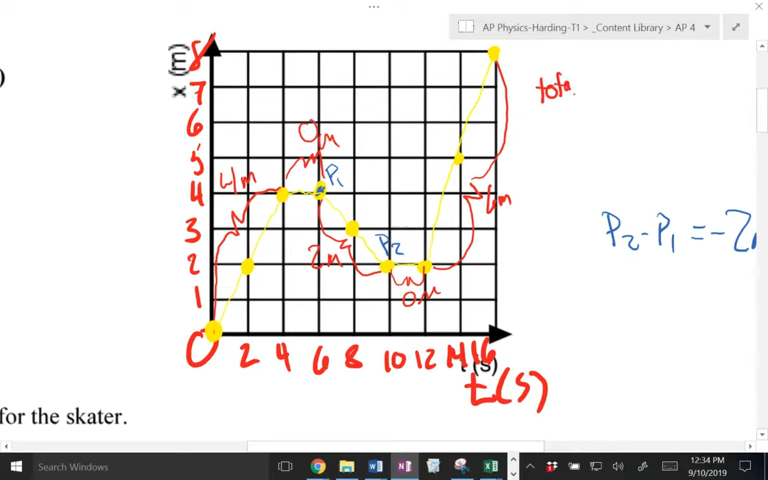 AP Physics-Harding-T1 > _Content Library > AP 4
)
x (m)
8
7
6
5
4
3
2
1
0
2 4 6 8 10 12 14 16
t (s)
t(s)
4m
0m
P1
2m
P2
0m
6m
tota
P2-P1 = -2
for the skater.
Search Windows
12:34 PM
9/10/2019